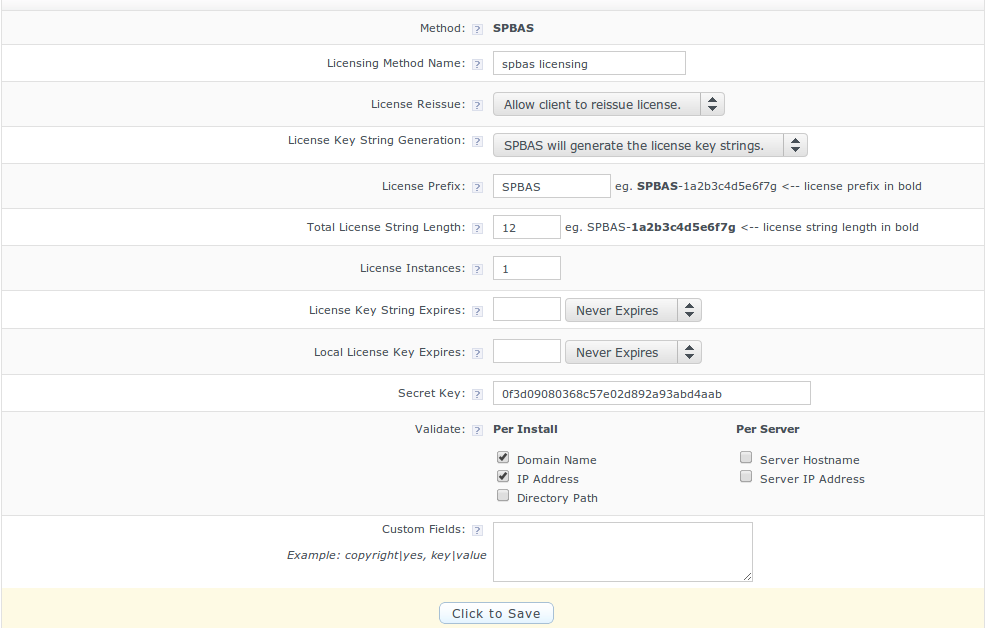 Method: ? SPBAS
Licensing Method Name: ? spbas licensing
License Reissue: ? Allow client to reissue license.
License Key String Generation: ? SPBAS will generate the license key strings.
License Prefix: ? SPBAS eg. SPBAS-1a2b3c4d5e6f7g <-- license prefix in bold
Total License String Length: ? 12 eg. SPBAS-1a2b3c4d5e6f7g <-- license string length in bold
License Instances: ? 1
License Key String Expires: ? Never Expires
Local License Key Expires: ? Never Expires
Secret Key: ? 0f3d09080368c57e02d892a93abd4aab
Validate: ? Per Install Per Server
Domain Name Server Hostname
IP Address Server IP Address
Directory Path
Custom Fields: ?
Example: copyright|yes, key|value
Click to Save